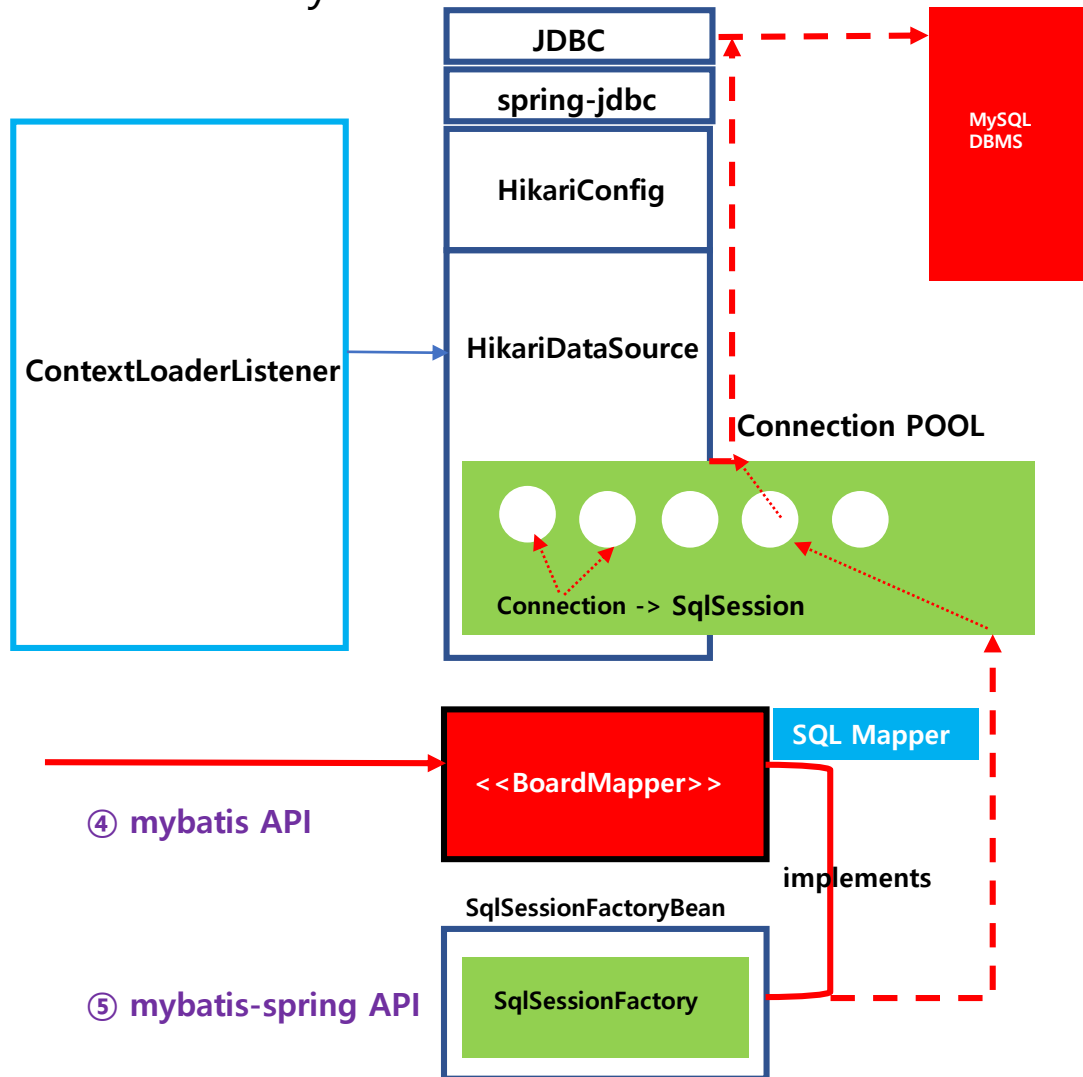 JDBC
spring-jdbc
MySQL
DBMS
HikariConfig
ContextLoaderListener
HikariDataSource
Connection POOL
Connection -> SqlSession
SQL Mapper
<<BoardMapper>>
④ mybatis API
implements
SqlSessionFactoryBean
SqlSessionFactory
⑤ mybatis-spring API